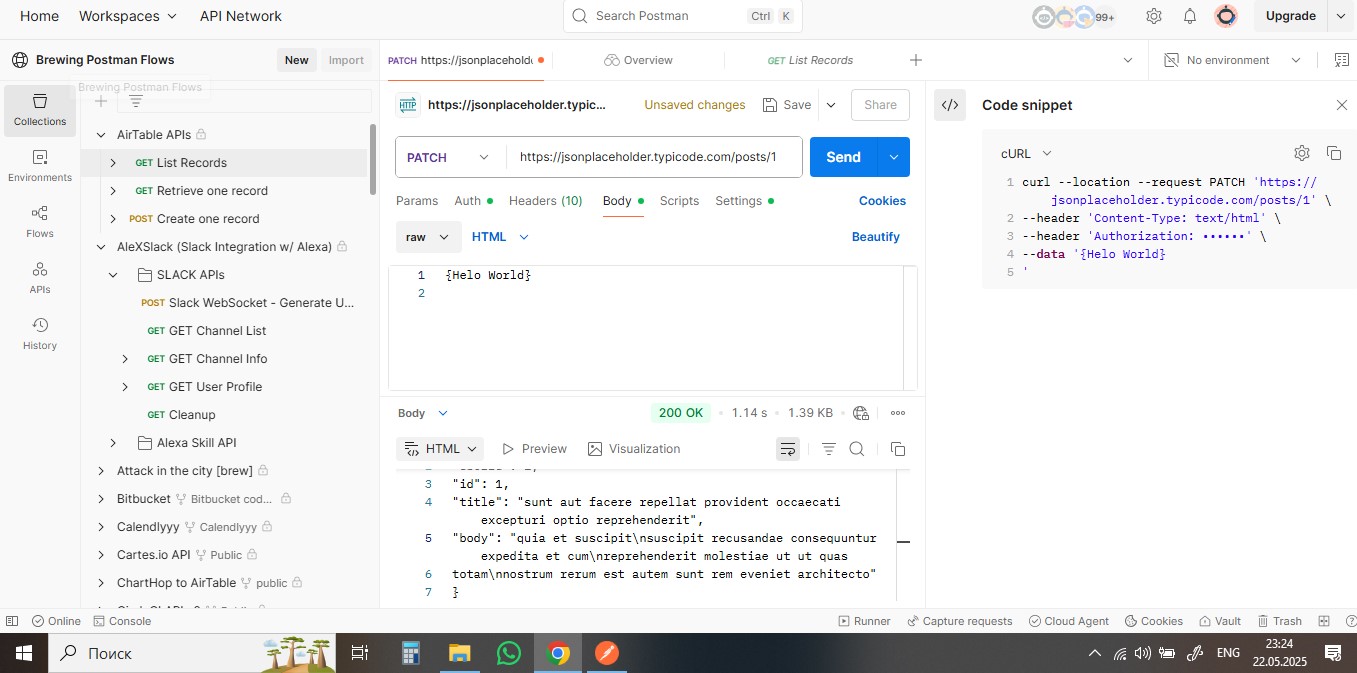 Home
Workspaces
API Network
Search Postman
Ctrl
K
99+
Upgrade
Brewing Postman Flows
New
Import
PATCH https://jsonplaceholde
Overview
GET List Records
No environment
Brewing Postman Flows
Collections
Environments
Flows
APIs
History
AirTable APIs
GET List Records
GET Retrieve one record
POST Create one record
AleXSlack (Slack Integration w/ Alexa)
SLACK APIs
POST Slack WebSocket - Generate U...
GET GET Channel List
GET GET Channel Info
GET GET User Profile
GET Cleanup
Alexa Skill API
Attack in the city [brew]
Bitbucket Bitbucket cod...
Calendlyyy Calendlyyy
Cartes.io API Public
ChartHop to AirTable public
HTTP
https://jsonplaceholder.typic...
Unsaved changes
Save
Share
PATCH
https://jsonplaceholder.typicode.com/posts/1
Send
Params
Auth
Headers (10)
Body
Scripts
Settings
Cookies
raw
HTML
Beautify
1 {Helo World}
2
Body
200 OK
1.14 s
1.39 KB
HTML
Preview
Visualization
3 "id": 1,
4 "title": "sunt aut facere repellat provident occaecati
excepturi optio reprehenderit",
5 "body": "quia et suscipit\nsuscipit recusandae consequuntur
expedita et cum\nreprehenderit molestiae ut ut quas
6 totam\nnostrum rerum est autem sunt rem eveniet architecto"
7 }
</> Code snippet
cURL
1 curl --location --request PATCH 'https://
jsonplaceholder.typicode.com/posts/1' \
2 --header 'Content-Type: text/html' \
3 --header 'Authorization: ••••••' \
4 --data '{Helo World}
5 '
Online
Console
Runner
Capture requests
Cloud Agent
Cookies
Vault
Trash
Поиск
ENG
23:24
22.05.2025